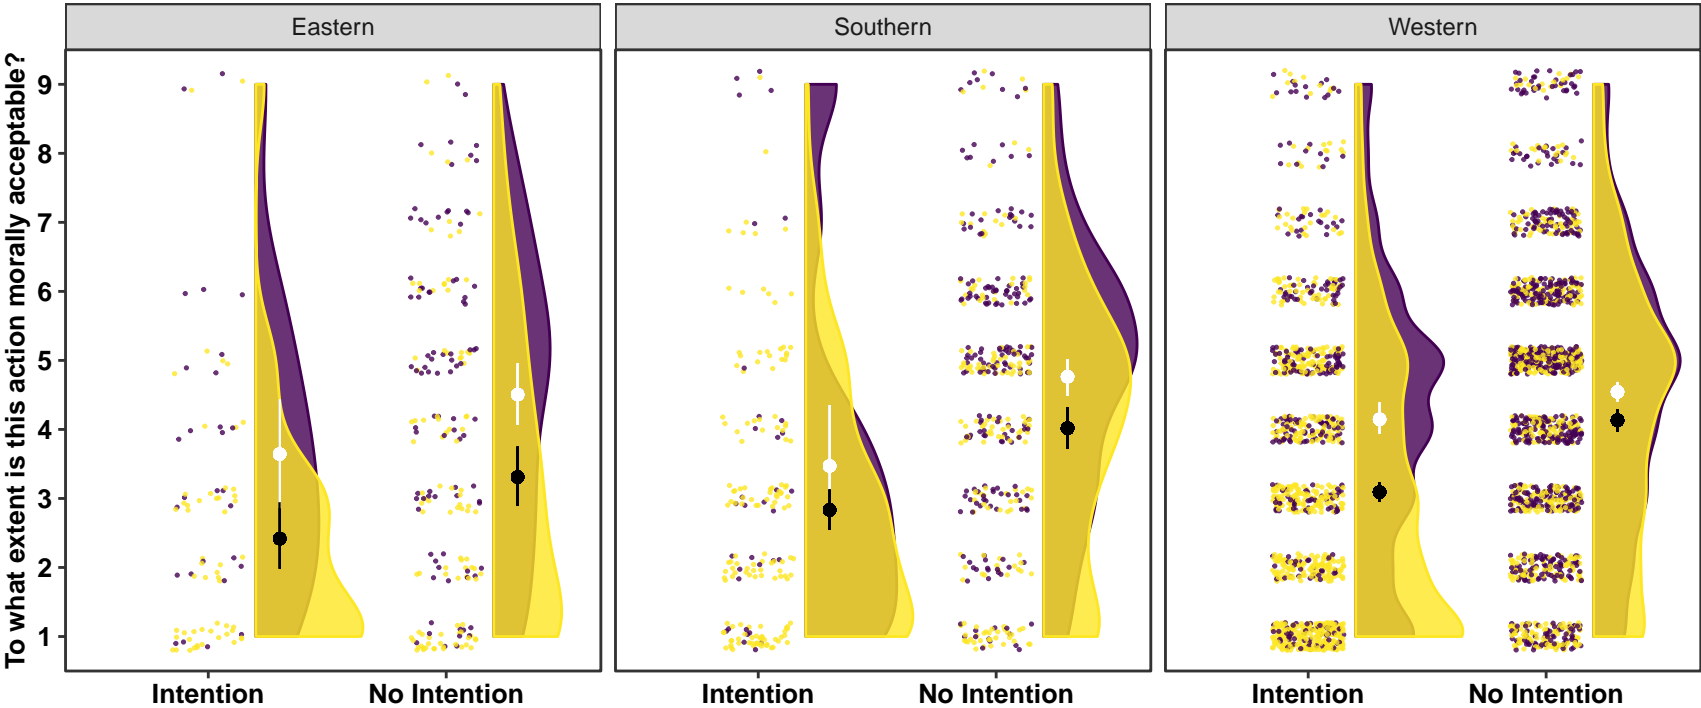 Eastern
Southern
Western
To what extent is this action morally acceptable?
9
8
7
6
5
4
3
2
1
Intention
No Intention
Intention
No Intention
Intention
No Intention